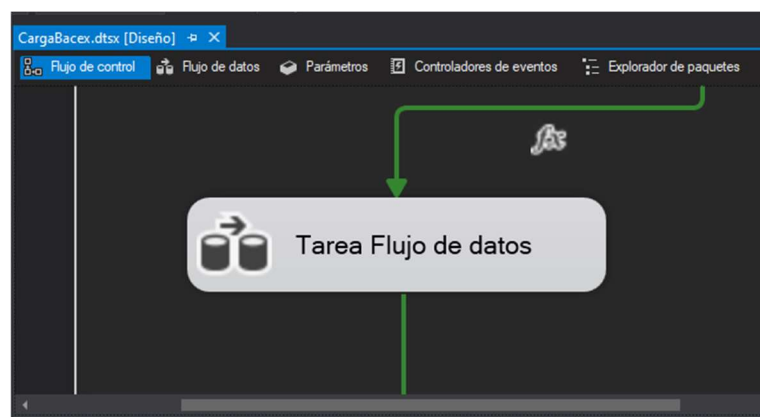 CargaBacex.dtsx [Diseño]
Flujo de control Flujo de datos Parámetros Controladores de eventos Explorador de paquetes
fx
Tarea Flujo de datos